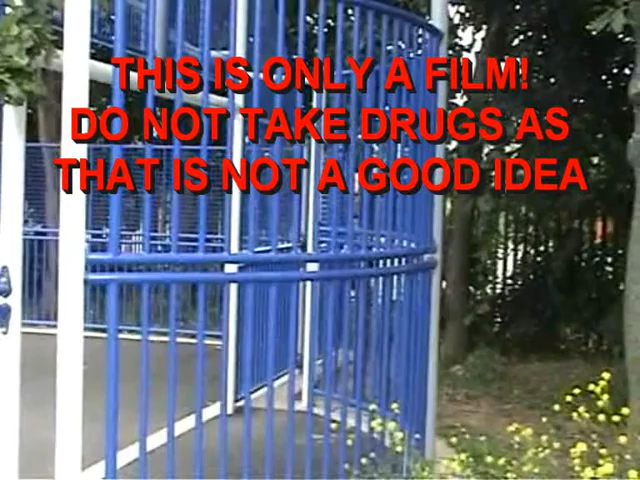 THIS IS ONLY A FILM!
DO NOT TAKE DRUGS AS
THAT IS NOT A GOOD IDEA